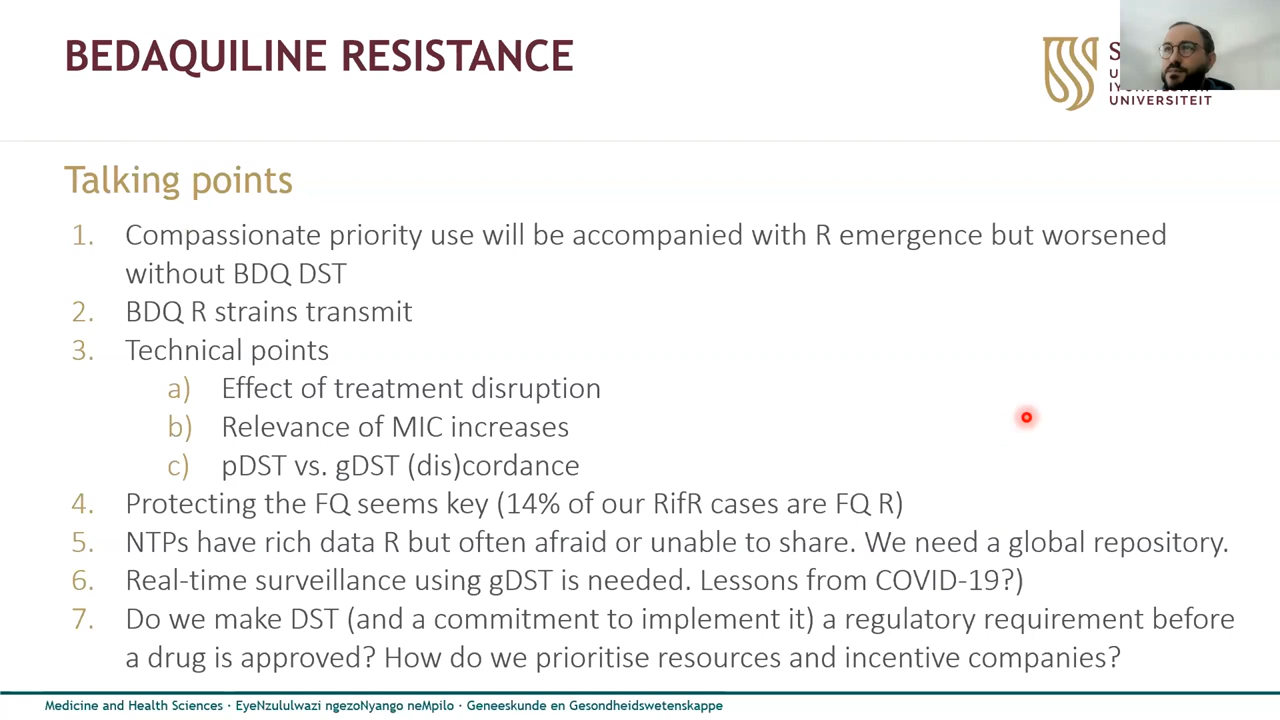 BEDAQUILINE RESISTANCE
S
U
UNIVERSITEIT
Talking points
1. Compassionate priority use will be accompanied with R emergence but worsened
without BDQ DST
2. BDQ R strains transmit
3. Technical points
a) Effect of treatment disruption
b) Relevance of MIC increases
c) pDST vs. gDST (dis)cordance
4. Protecting the FQ seems key (14% of our RifR cases are FQ R)
5. NTPs have rich data R but often afraid or unable to share. We need a global repository.
6. Real-time surveillance using gDST is needed. Lessons from COVID-19?)
7. Do we make DST (and a commitment to implement it) a regulatory requirement before
a drug is approved? How do we prioritise resources and incentive companies?
Medicine and Health Sciences · EyeNzululwazi ngezoNyango neMpilo · Geneeskunde en Gesondheidswetenskappe